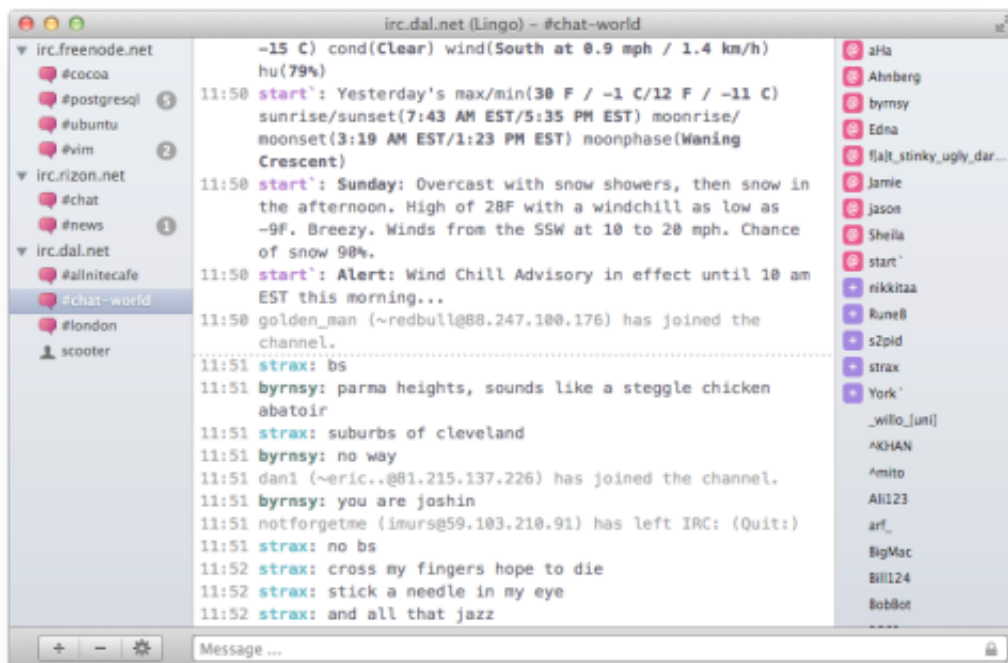 irc.dal.net (Lingo) – #chat-world
irc.freenode.net
#cocoa
#postgresql 5
#ubuntu
#vim 2
irc.rizon.net
#chat
#news 1
irc.dal.net
#allnitecafe
#chat-world
#london
scooter
-15 C) cond(Clear) wind(South at 0.9 mph / 1.4 km/h)
hu(79%)
11:50 start`: Yesterday's max/min(30 F / -1 C/12 F / -11 C)
sunrise/sunset(7:43 AM EST/5:35 PM EST) moonrise/
moonset(3:19 AM EST/1:23 PM EST) moonphase(Waning
Crescent)
11:50 start`: Sunday: Overcast with snow showers, then snow in
the afternoon. High of 28F with a windchill as low as
-9F. Breezy. Winds from the SSW at 10 to 20 mph. Chance
of snow 90%.
11:50 start`: Alert: Wind Chill Advisory in effect until 10 am
EST this morning...
11:50 golden_man (~redbull@88.247.100.176) has joined the
channel.
11:51 strax: bs
11:51 byrnsy: parma heights, sounds like a steggle chicken
abatoir
11:51 strax: suburbs of cleveland
11:51 byrnsy: no way
11:51 dan1 (~eric..@81.215.137.226) has joined the channel.
11:51 byrnsy: you are joshin
11:51 notforgetme (imurs@59.103.210.91) has left IRC: (Quit:)
11:51 strax: no bs
11:52 strax: cross my fingers hope to die
11:52 strax: stick a needle in my eye
11:52 strax: and all that jazz
@ aHa
@ Ahnberg
@ byrnsy
@ Edna
@ f[a]t_stinky_ugly_dar...
@ Jamie
@ jason
@ Sheila
@ start`
+ nikkitaa
+ RuneB
+ s2pid
+ strax
+ York`
_willo_[uni]
^KHAN
^mito
Ali123
arf_
BigMac
Bill124
BobBot
+ −
Message ...